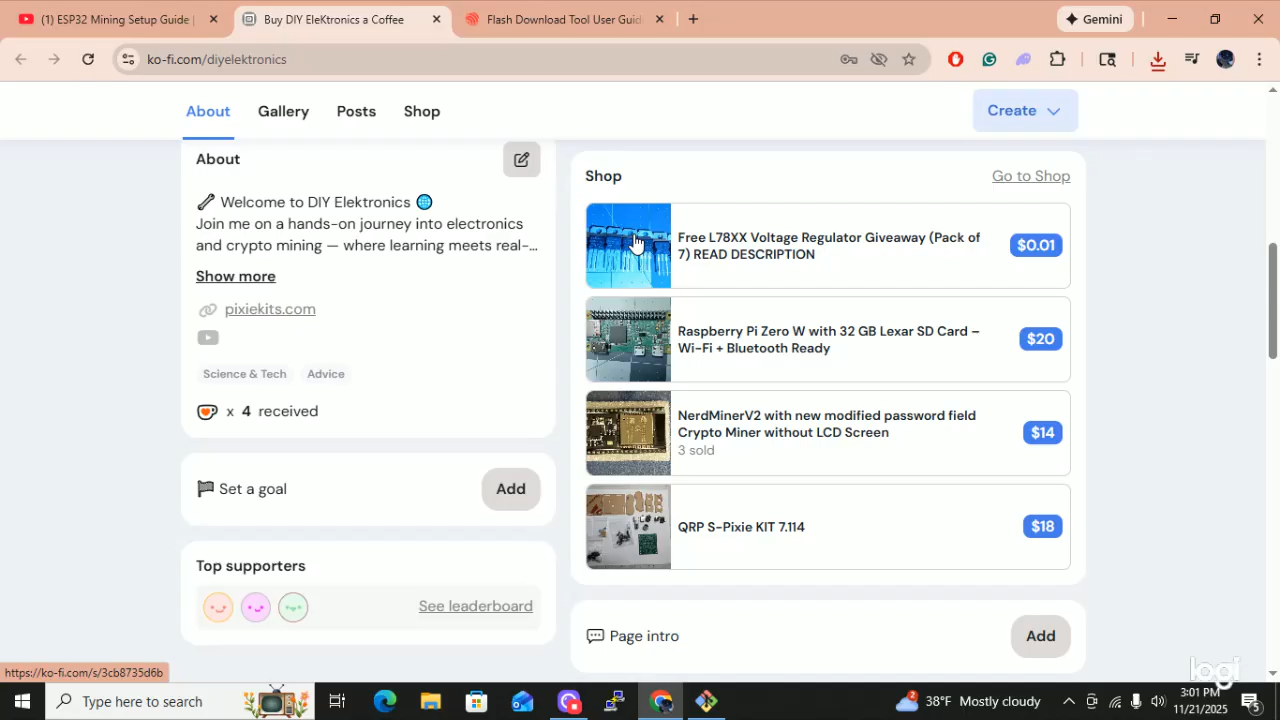 (1) ESP32 Mining Setup Guide |
Buy DIY EleKtronics a Coffee
Flash Download Tool User Guid
Gemini
ko-fi.com/diyelektronics
About
Gallery
Posts
Shop
Create
About
Welcome to DIY Elektronics
Join me on a hands-on journey into electronics
and crypto mining — where learning meets real-...
Show more
pixiekits.com
Science & Tech
Advice
x 4 received
Set a goal
Add
Top supporters
See leaderboard
Shop
Go to Shop
Free L78XX Voltage Regulator Giveaway (Pack of
7) READ DESCRIPTION
$0.01
Raspberry Pi Zero W with 32 GB Lexar SD Card –
Wi-Fi + Bluetooth Ready
$20
NerdMinerV2 with new modified password field
Crypto Miner without LCD Screen
3 sold
$14
QRP S-Pixie KIT 7.114
$18
Page intro
Add
https://ko-fi.com/s/3cb8735d6b
logi
Type here to search
2
38°F Mostly cloudy
3:01 PM
11/21/2025
5